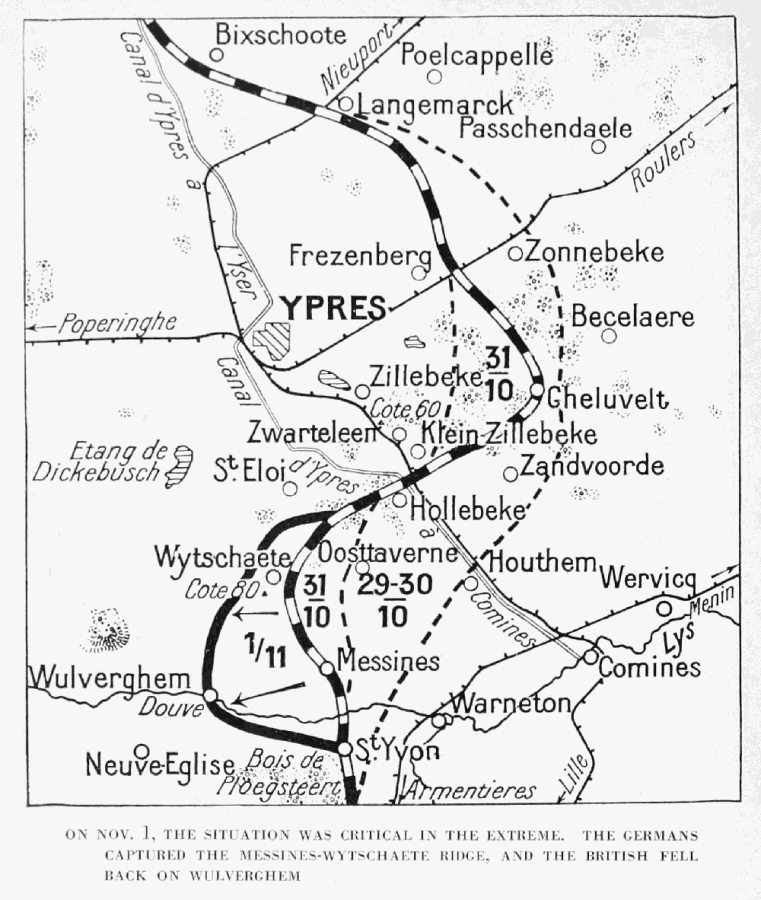 Bixschoote
Nieuport
Poelcappelle
Canal d'Ypres a l'Yser
Langemarck
Passchendaele
Roulers
Frezenberg
Zonnebeke
YPRES
Poperinghe
Becelaere
31
10
Zillebeke
Cheluvelt
Cote 60
Canal d'Ypres a Comines
Zwarteleen
Klein Zillebeke
Etang de
Dickebusch
St. Eloi
Zandvoorde
Hollebeke
Wytschaete
Oosttaverne
Houthem
Cote 80.
31
10
29-30
10
Wervicq
Menin
1/11
Lys
Messines
Comines
Wulverghem
Douve
Warneton
St. Yvon
Neuve-Eglise
Bois de
Ploegsteert
Armentieres
Lille
ON NOV. 1, THE SITUATION WAS CRITICAL IN THE EXTREME. THE GERMANS
CAPTURED THE MESSINES-WYTSCHAETE RIDGE, AND THE BRITISH FELL
BACK ON WULVERGHEM